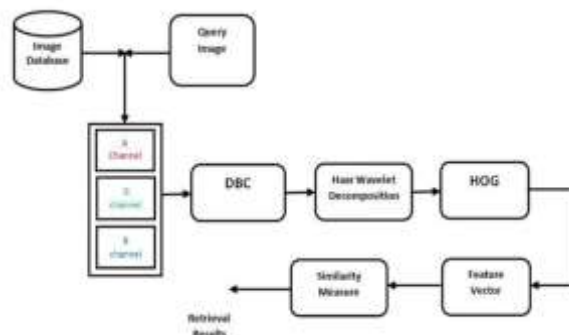 Image
Database
Query
Image
R
Channel
G
channel
B
channel
DBC
Haar Wavelet
Decomposition
HOG
Similarity
Measure
Feature
Vector
Retrieval
Results